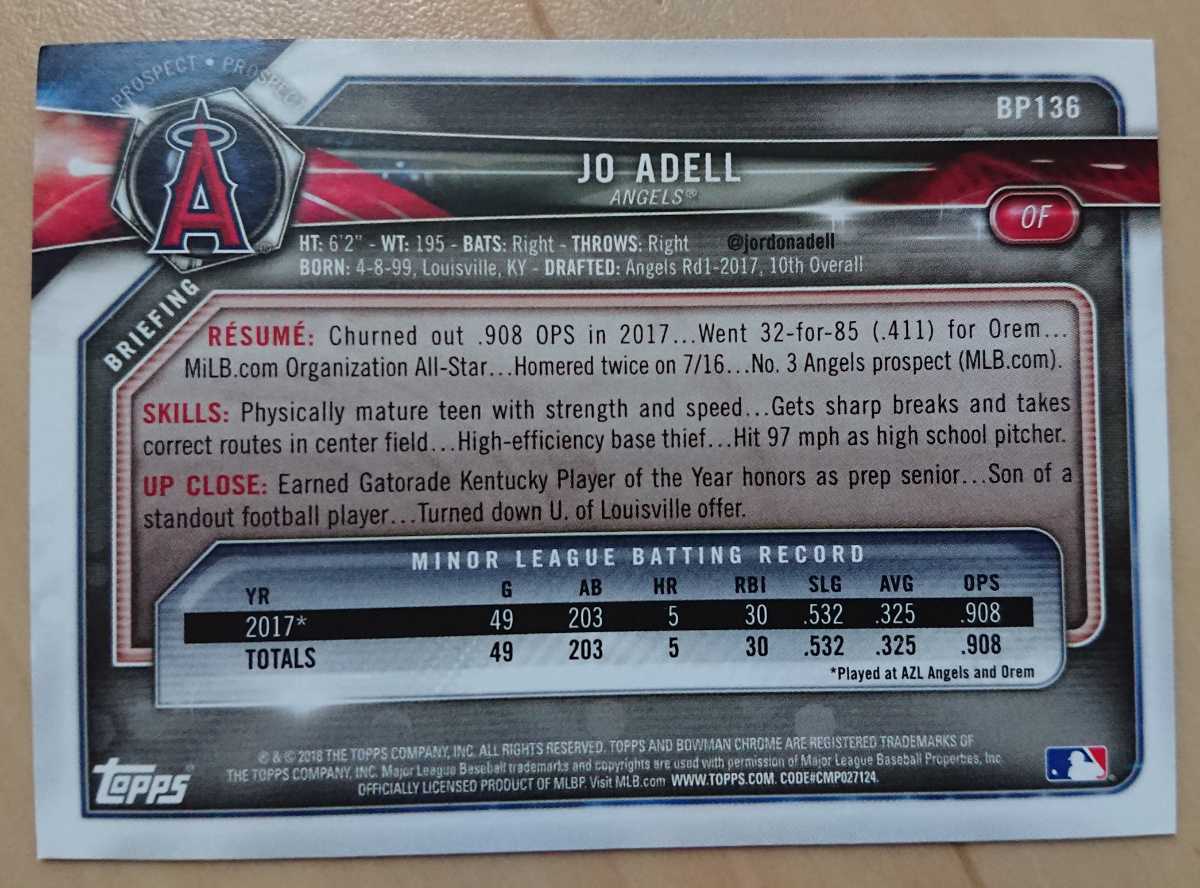 PROSPECT • PROSPECT
BP136
JO ADELL
ANGELS®
OF
HT: 6'2" - WT: 195 - BATS: Right - THROWS: Right @jordonadell
BORN: 4-8-99, Louisville, KY - DRAFTED: Angels Rd1-2017, 10th Overall
BRIEFING
RÉSUMÉ: Churned out .908 OPS in 2017...Went 32-for-85 (.411) for Orem...
MiLB.com Organization All-Star...Homered twice on 7/16...No. 3 Angels prospect (MLB.com).
SKILLS: Physically mature teen with strength and speed...Gets sharp breaks and takes
correct routes in center field...High-efficiency base thief...Hit 97 mph as high school pitcher.
UP CLOSE: Earned Gatorade Kentucky Player of the Year honors as prep senior...Son of a
standout football player...Turned down U. of Louisville offer.
MINOR LEAGUE BATTING RECORD
YR G AB HR RBI SLG AVG OPS
2017* 49 203 5 30 .532 .325 .908
TOTALS 49 203 5 30 .532 .325 .908
*Played at AZL Angels and Orem
® & © 2018 THE TOPPS COMPANY, INC. ALL RIGHTS RESERVED. TOPPS AND BOWMAN CHROME ARE REGISTERED TRADEMARKS OF
THE TOPPS COMPANY, INC. Major League Baseball trademarks and copyrights are used with permission of Major League Baseball Properties, Inc.
OFFICIALLY LICENSED PRODUCT OF MLBP. Visit MLB.com WWW.TOPPS.COM. CODE#CMP027124.
topps®